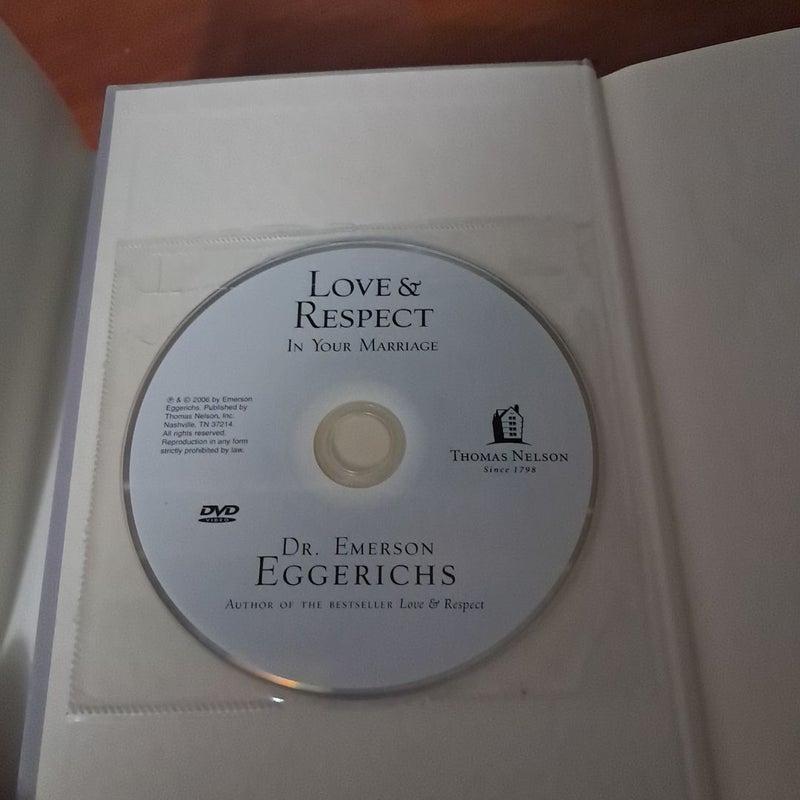 LOVE &
RESPECT
IN YOUR MARRIAGE
℗ & © 2006 by Emerson
Eggerichs. Published by
Thomas Nelson, Inc.
Nashville, TN 37214.
All rights reserved.
Reproduction in any form
strictly prohibited by law.
THOMAS NELSON
Since 1798
DVD
VIDEO
DR. EMERSON
EGGERICHS
AUTHOR OF THE BESTSELLER Love & Respect